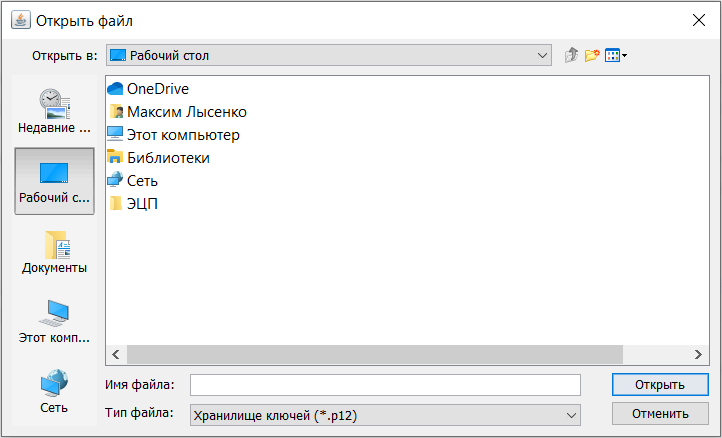 Открыть файл
Открыть в:
Рабочий стол
Недавние ...
Рабочий с...
Документы
Этот комп...
Сеть
OneDrive
Максим Лысенко
Этот компьютер
Библиотеки
Сеть
ЭЦП
Имя файла:
Открыть
Тип файла:
Хранилище ключей (*.p12)
Отменить